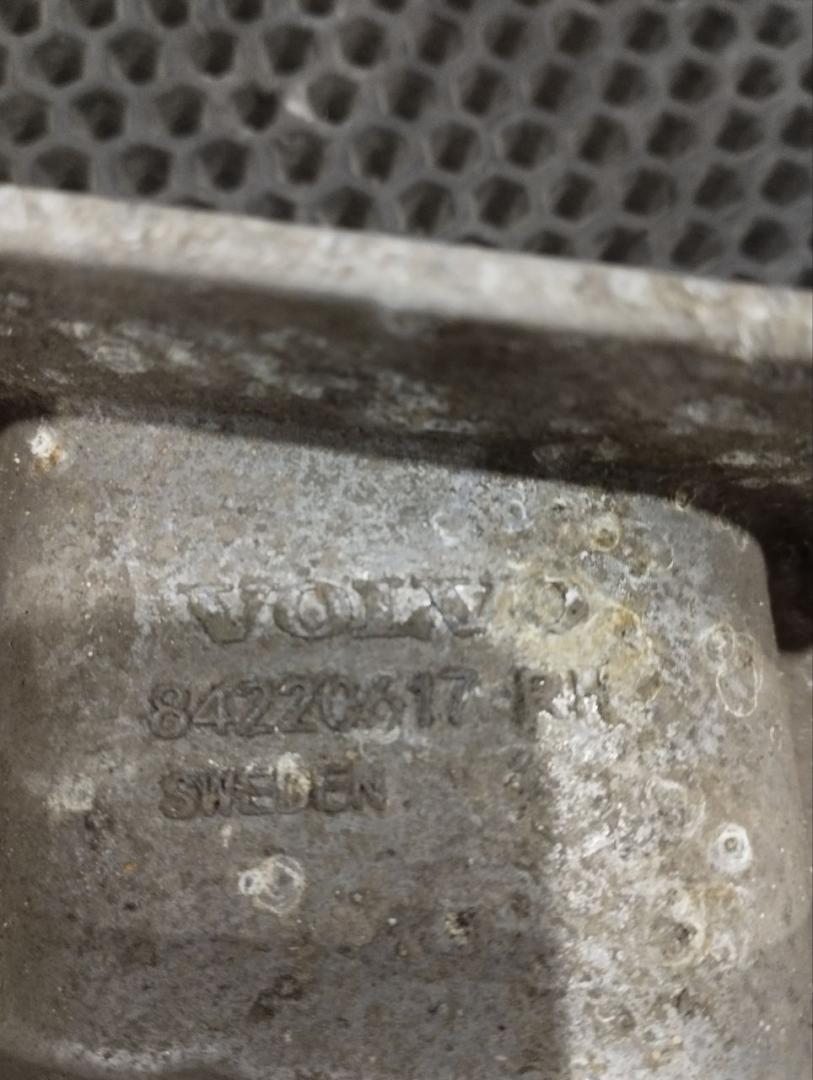 VOLVO
84220617 RH
SWEDEN